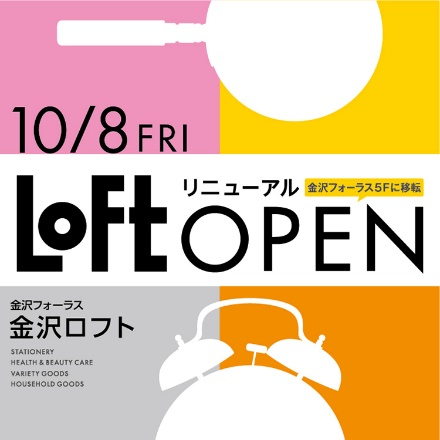 10/8 FRI
リニューアル
金沢フォーラス5Fに移転
LoFt OPEN
金沢フォーラス
金沢ロフト
STATIONERY
HEALTH & BEAUTY CARE
VARIETY GOODS
HOUSEHOLD GOODS